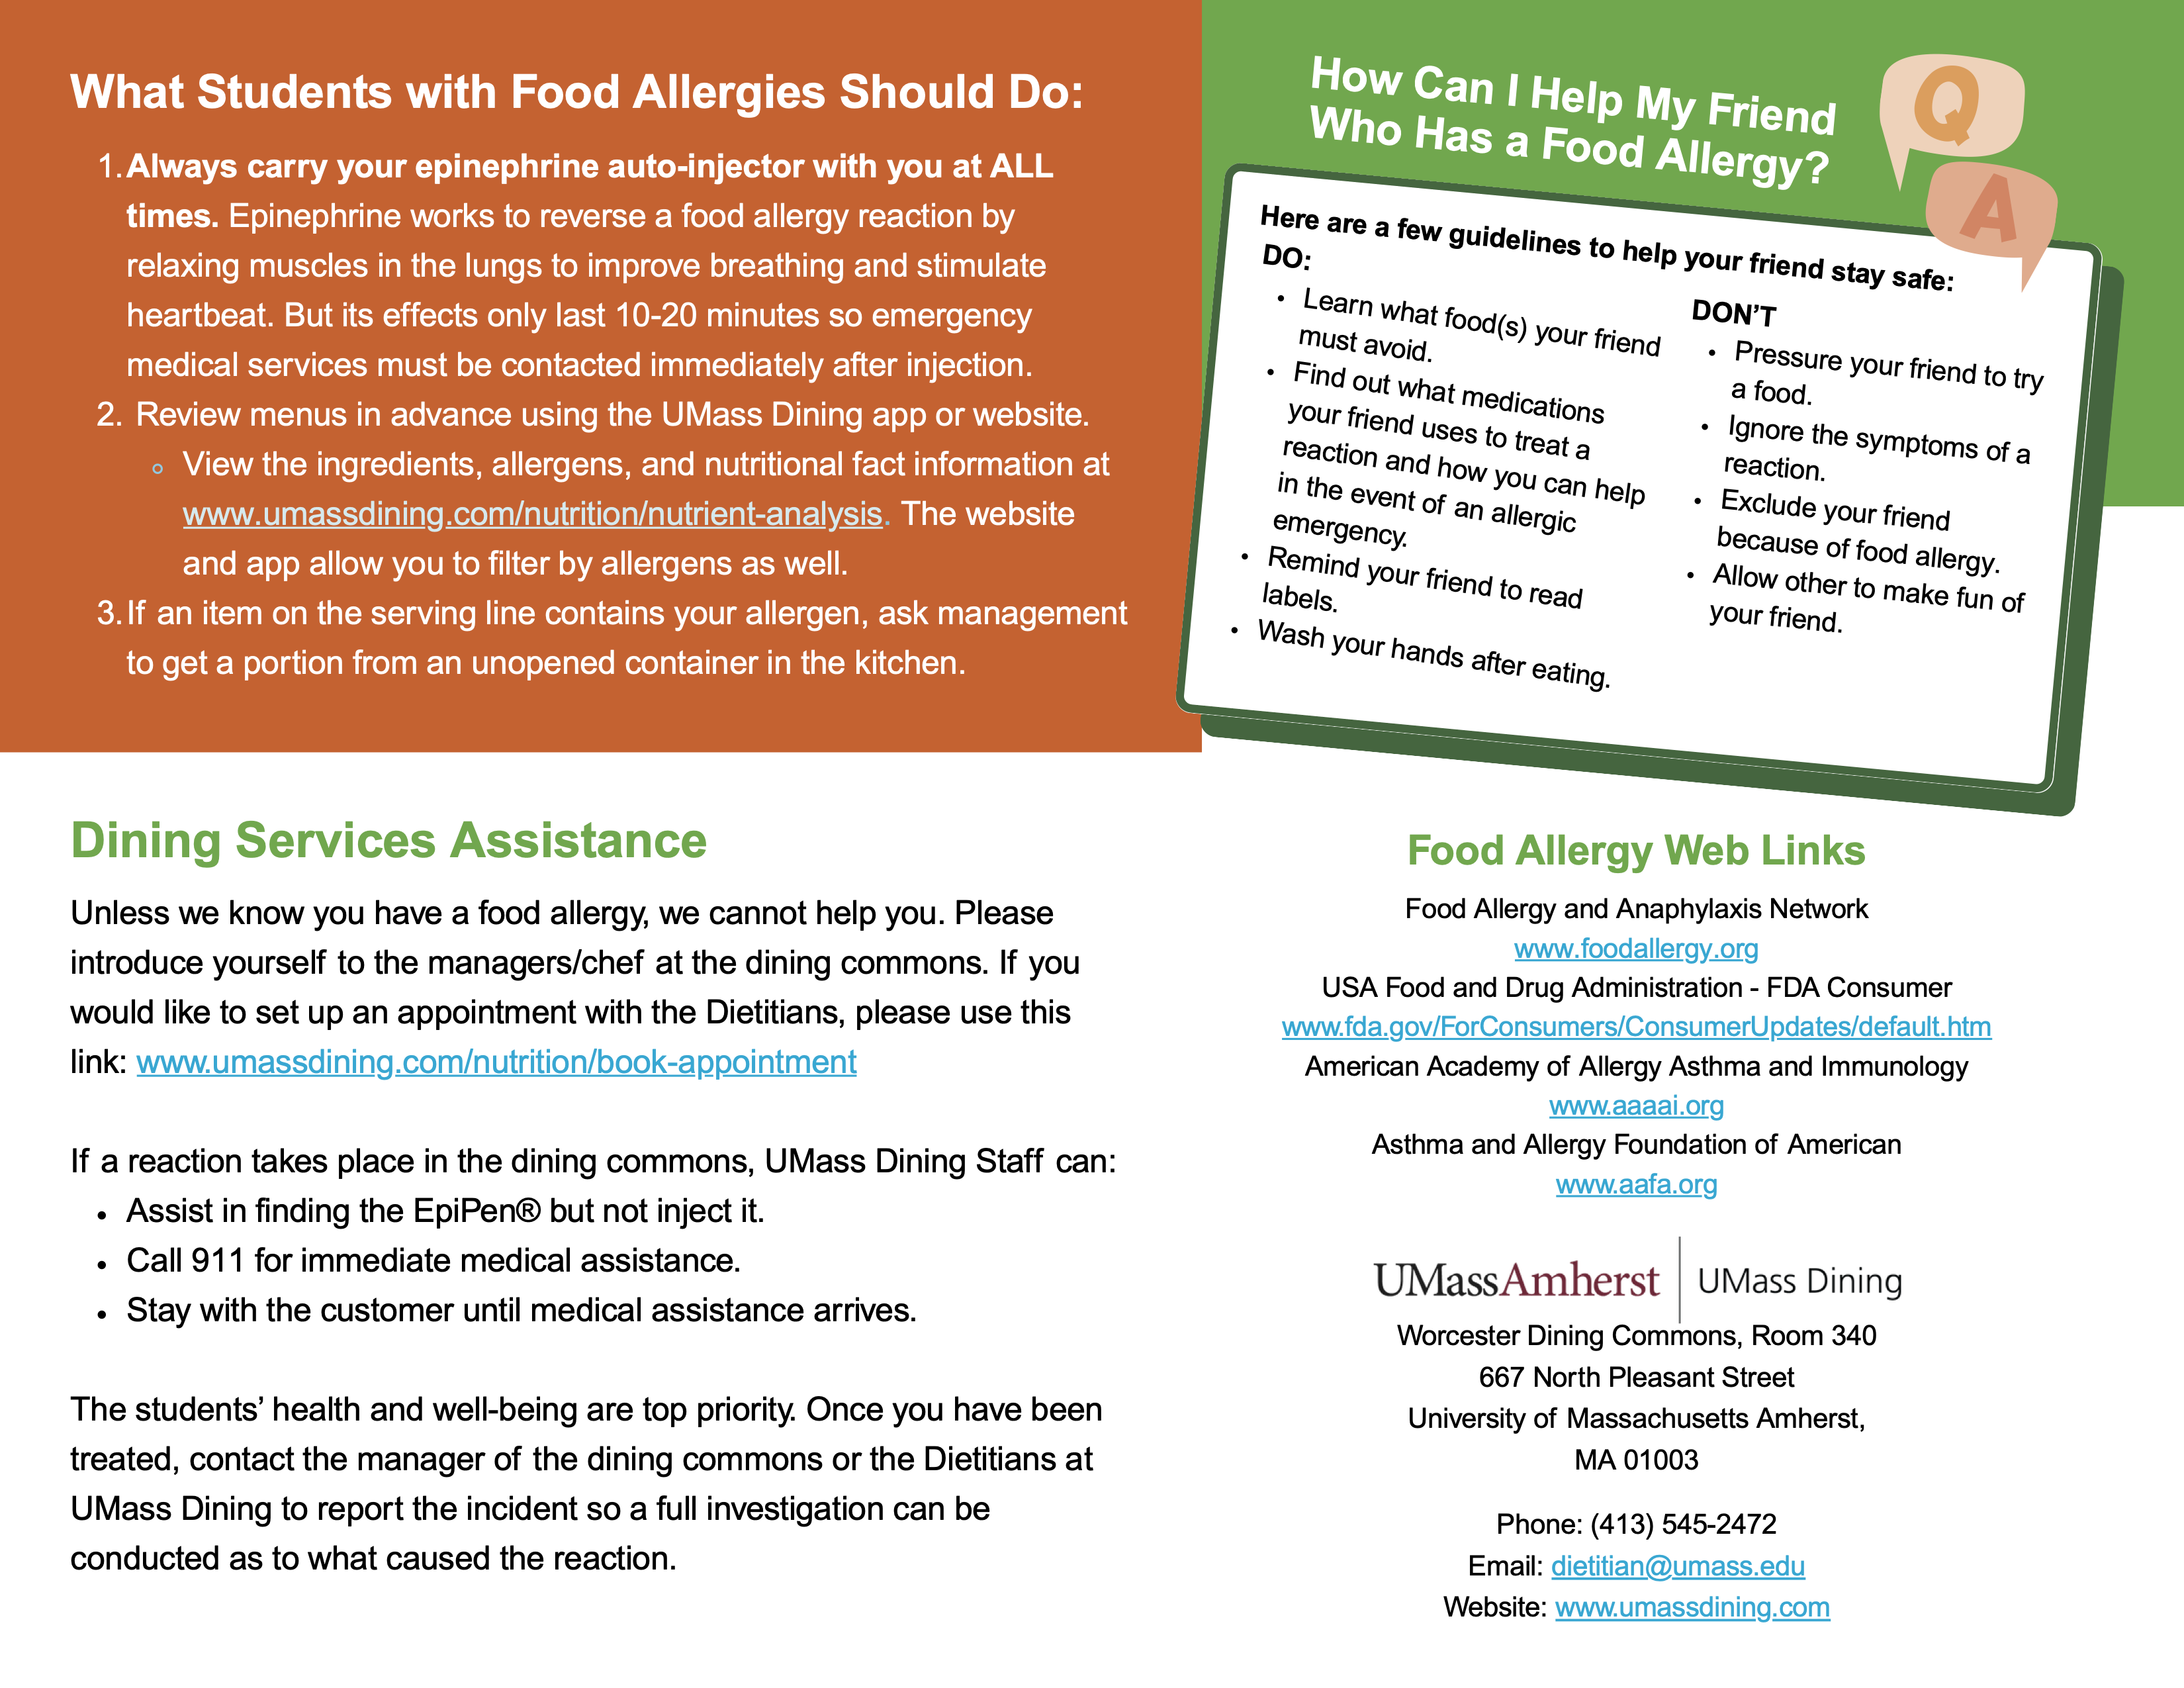 What Students with Food Allergies Should Do:
1. Always carry your epinephrine auto-injector with you at ALL
times. Epinephrine works to reverse a food allergy reaction by
relaxing muscles in the lungs to improve breathing and stimulate
heartbeat. But its effects only last 10-20 minutes so emergency
medical services must be contacted immediately after injection.
2. Review menus in advance using the UMass Dining app or website.
◦ View the ingredients, allergens, and nutritional fact information at
www.umassdining.com/nutrition/nutrient-analysis. The website
and app allow you to filter by allergens as well.
3. If an item on the serving line contains your allergen, ask management
to get a portion from an unopened container in the kitchen.
How Can I Help My Friend
Who Has a Food Allergy?
Q
A
Here are a few guidelines to help your friend stay safe:
DO:
• Learn what food(s) your friend
must avoid.
• Find out what medications
your friend uses to treat a
reaction and how you can help
in the event of an allergic
emergency.
• Remind your friend to read
labels.
• Wash your hands after eating.
DON'T
• Pressure your friend to try
a food.
• Ignore the symptoms of a
reaction.
• Exclude your friend
because of food allergy.
• Allow other to make fun of
your friend.
Dining Services Assistance
Unless we know you have a food allergy, we cannot help you. Please
introduce yourself to the managers/chef at the dining commons. If you
would like to set up an appointment with the Dietitians, please use this
link: www.umassdining.com/nutrition/book-appointment
If a reaction takes place in the dining commons, UMass Dining Staff can:
• Assist in finding the EpiPen® but not inject it.
• Call 911 for immediate medical assistance.
• Stay with the customer until medical assistance arrives.
The students' health and well-being are top priority. Once you have been
treated, contact the manager of the dining commons or the Dietitians at
UMass Dining to report the incident so a full investigation can be
conducted as to what caused the reaction.
Food Allergy Web Links
Food Allergy and Anaphylaxis Network
www.foodallergy.org
USA Food and Drug Administration - FDA Consumer
www.fda.gov/ForConsumers/ConsumerUpdates/default.htm
American Academy of Allergy Asthma and Immunology
www.aaaai.org
Asthma and Allergy Foundation of American
www.aafa.org
UMassAmherst | UMass Dining
Worcester Dining Commons, Room 340
667 North Pleasant Street
University of Massachusetts Amherst,
MA 01003
Phone: (413) 545-2472
Email: dietitian@umass.edu
Website: www.umassdining.com